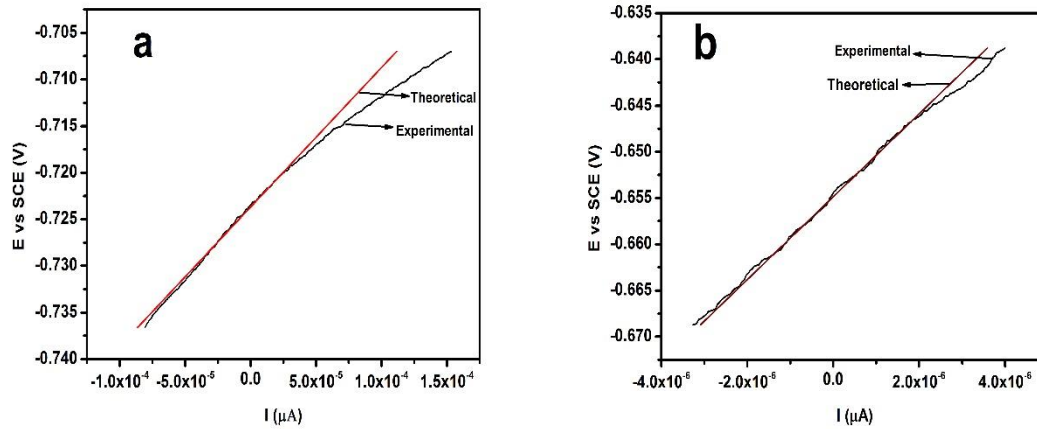 a
-0.705
-0.710
-0.715
-0.720
-0.725
-0.730
-0.735
-0.740
E vs SCE (V)
Theoretical
Experimental
-1.0x10⁻⁴ -5.0x10⁻⁵ 0.0 5.0x10⁻⁵ 1.0x10⁻⁴ 1.5x10⁻⁴
I (µA)
b
-0.635
-0.640
-0.645
-0.650
-0.655
-0.660
-0.665
-0.670
E vs SCE (V)
Experimental
Theoretical
-4.0x10⁻⁶ -2.0x10⁻⁶ 0.0 2.0x10⁻⁶ 4.0x10⁻⁶
I (µA)